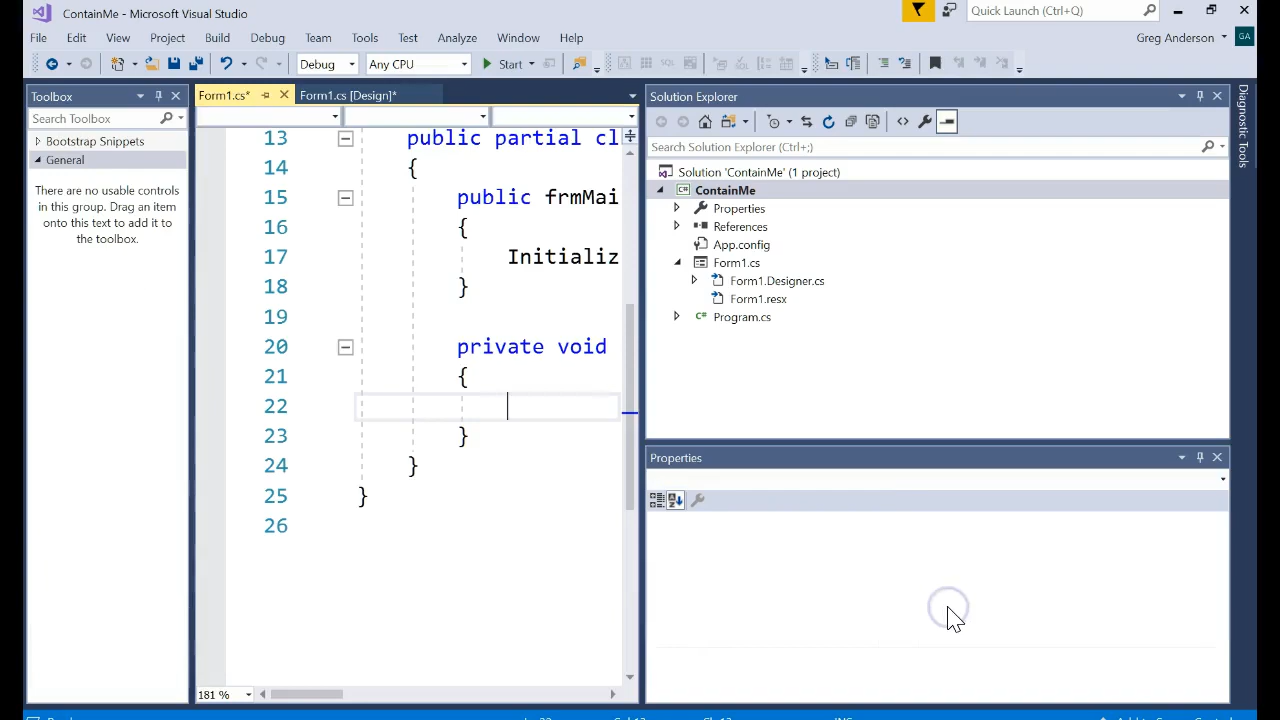 ContainMe - Microsoft Visual Studio
Quick Launch (Ctrl+Q)
File Edit View Project Build Debug Team Tools Test Analyze Window Help
Greg Anderson GA
Debug Any CPU Start
Toolbox
Search Toolbox
Bootstrap Snippets
General
There are no usable controls
in this group. Drag an item
onto this text to add it to
the toolbox.
Form1.cs* Form1.cs [Design]*
13 public partial cl
14 {
15 public frmMai
16 {
17 Initializ
18 }
19
20 private void
21 {
22
23 }
24 }
25 }
26
181 %
Solution Explorer
Search Solution Explorer (Ctrl+;)
Solution 'ContainMe' (1 project)
ContainMe
Properties
References
App.config
Form1.cs
Form1.Designer.cs
Form1.resx
Program.cs
Properties
Diagnostic Tools